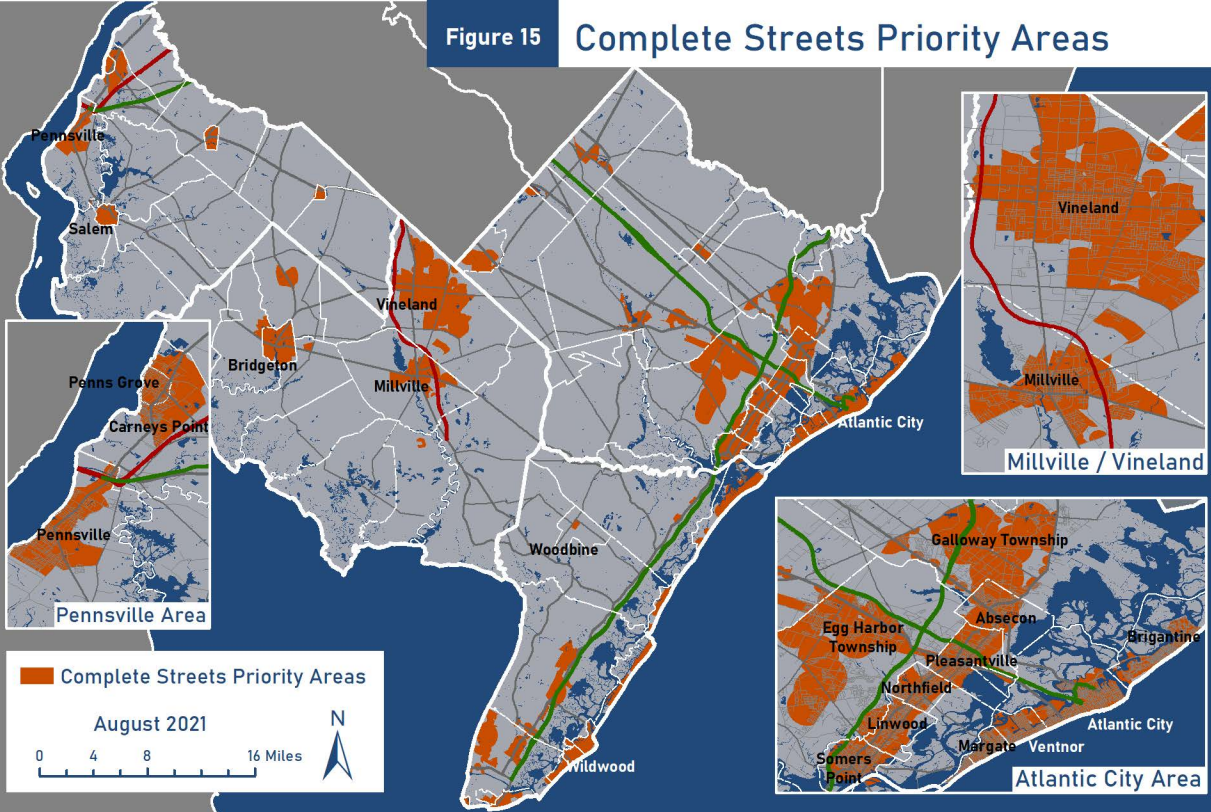 Figure 15
Complete Streets Priority Areas
Pennsville
Salem
Vineland
Bridgeton
Millville
Atlantic City
Woodbine
Wildwood
Penns Grove
Carneys Point
Pennsville
Pennsville Area
Vineland
Millville
Millville / Vineland
Galloway Township
Absecon
Egg Harbor
Township
Brigantine
Pleasantville
Northfield
Linwood
Atlantic City
Margate
Ventnor
Somers
Point
Atlantic City Area
Complete Streets Priority Areas
August 2021
N
0 4 8 16 Miles